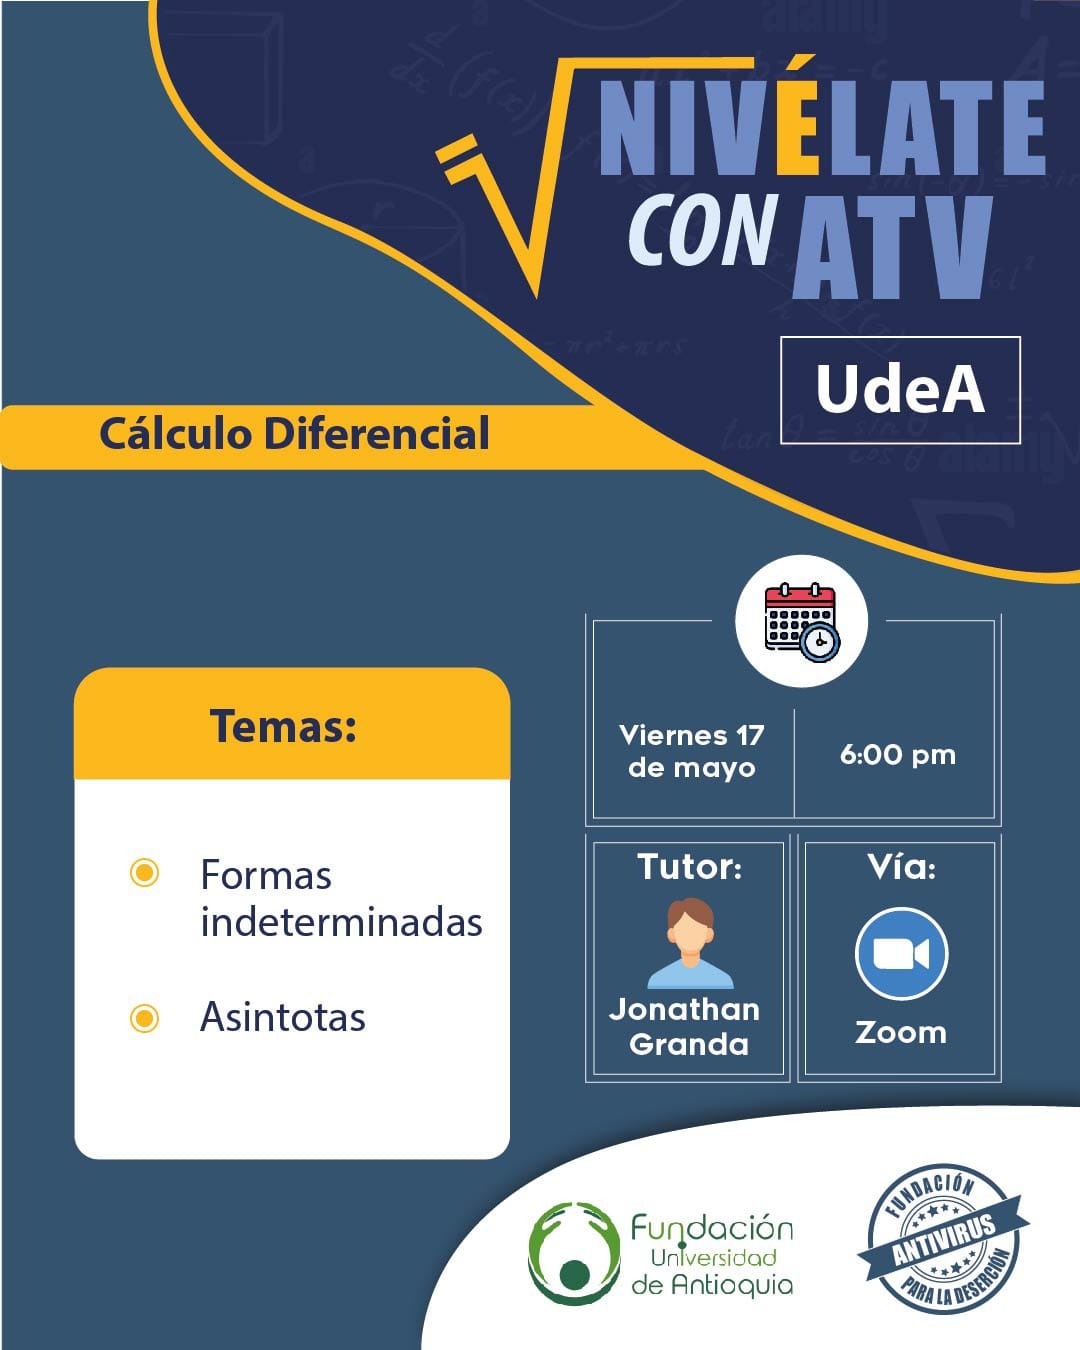 NIVÉLATE
CON ATV
UdeA
Cálculo Diferencial
Temas:
Formas
indeterminadas
Asintotas
Viernes 17
de mayo
6:00 pm
Tutor:
Jonathan
Granda
Vía:
Zoom
Fundación
Universidad
de Antioquia
FUNDACIÓN
ANTIVIRUS
PARA LA DESERCIÓN